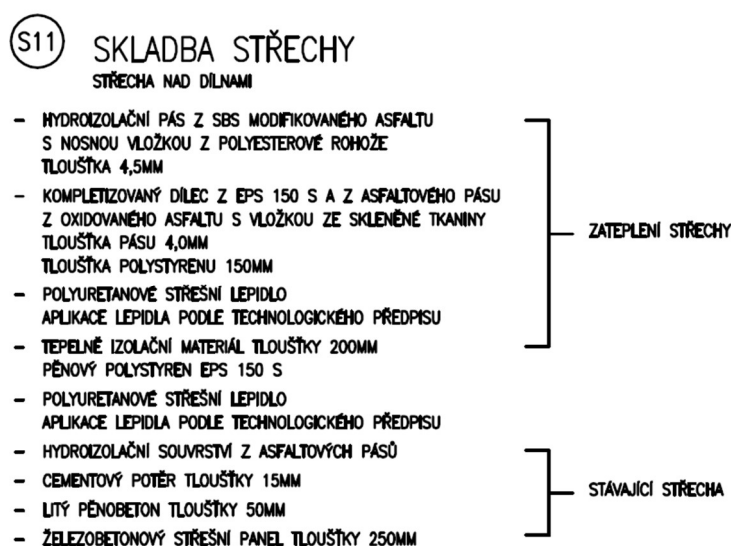 S11
SKLADBA STŘECHY
STŘECHA NAD DÍLNAMI
- HYDROIZOLAČNÍ PÁS Z SBS MODIFIKOVANÉHO ASFALTU
S NOSNOU VLOŽKOU Z POLYESTEROVÉ ROHOŽE
TLOUŠŤKA 4,5MM
- KOMPLETIZOVANÝ DÍLEC Z EPS 150 S A Z ASFALTOVÉHO PÁSU
Z OXIDOVANÉHO ASFALTU S VLOŽKOU ZE SKLENĚNÉ TKANINY
TLOUŠŤKA PÁSU 4,0MM
TLOUŠŤKA POLYSTYRENU 150MM
- POLYURETANOVÉ STŘEŠNÍ LEPIDLO
APLIKACE LEPIDLA PODLE TECHNOLOGICKÉHO PŘEDPISU
- TEPELNĚ IZOLAČNÍ MATERIÁL TLOUŠŤKY 200MM
PĚNOVÝ POLYSTYREN EPS 150 S
ZATEPLENÍ STŘECHY
- POLYURETANOVÉ STŘEŠNÍ LEPIDLO
APLIKACE LEPIDLA PODLE TECHNOLOGICKÉHO PŘEDPISU
- HYDROIZOLAČNÍ SOUVRSTVÍ Z ASFALTOVÝCH PÁSŮ
- CEMENTOVÝ POTĚR TLOUŠŤKY 15MM
- LITÝ PĚNOBETON TLOUŠŤKY 50MM
- ŽELEZOBETONOVÝ STŘEŠNÍ PANEL TLOUŠŤKY 250MM
STÁVAJÍCÍ STŘECHA